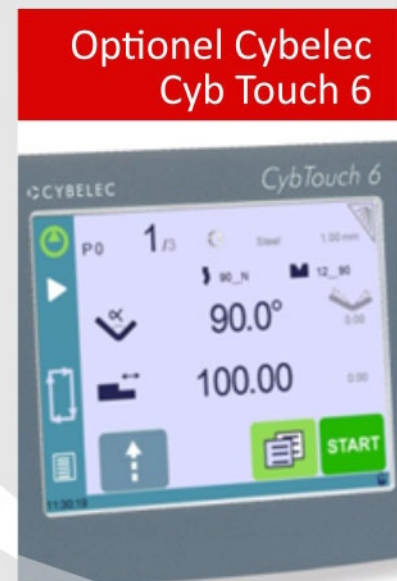 Optionel Cybelec
Cyb Touch 6
CYBELEC
CybTouch 6
P0 1/3 Steel 1.00 mm
90_N 12_90
90.0° 0.00
100.00 0.00
START
11:30:19